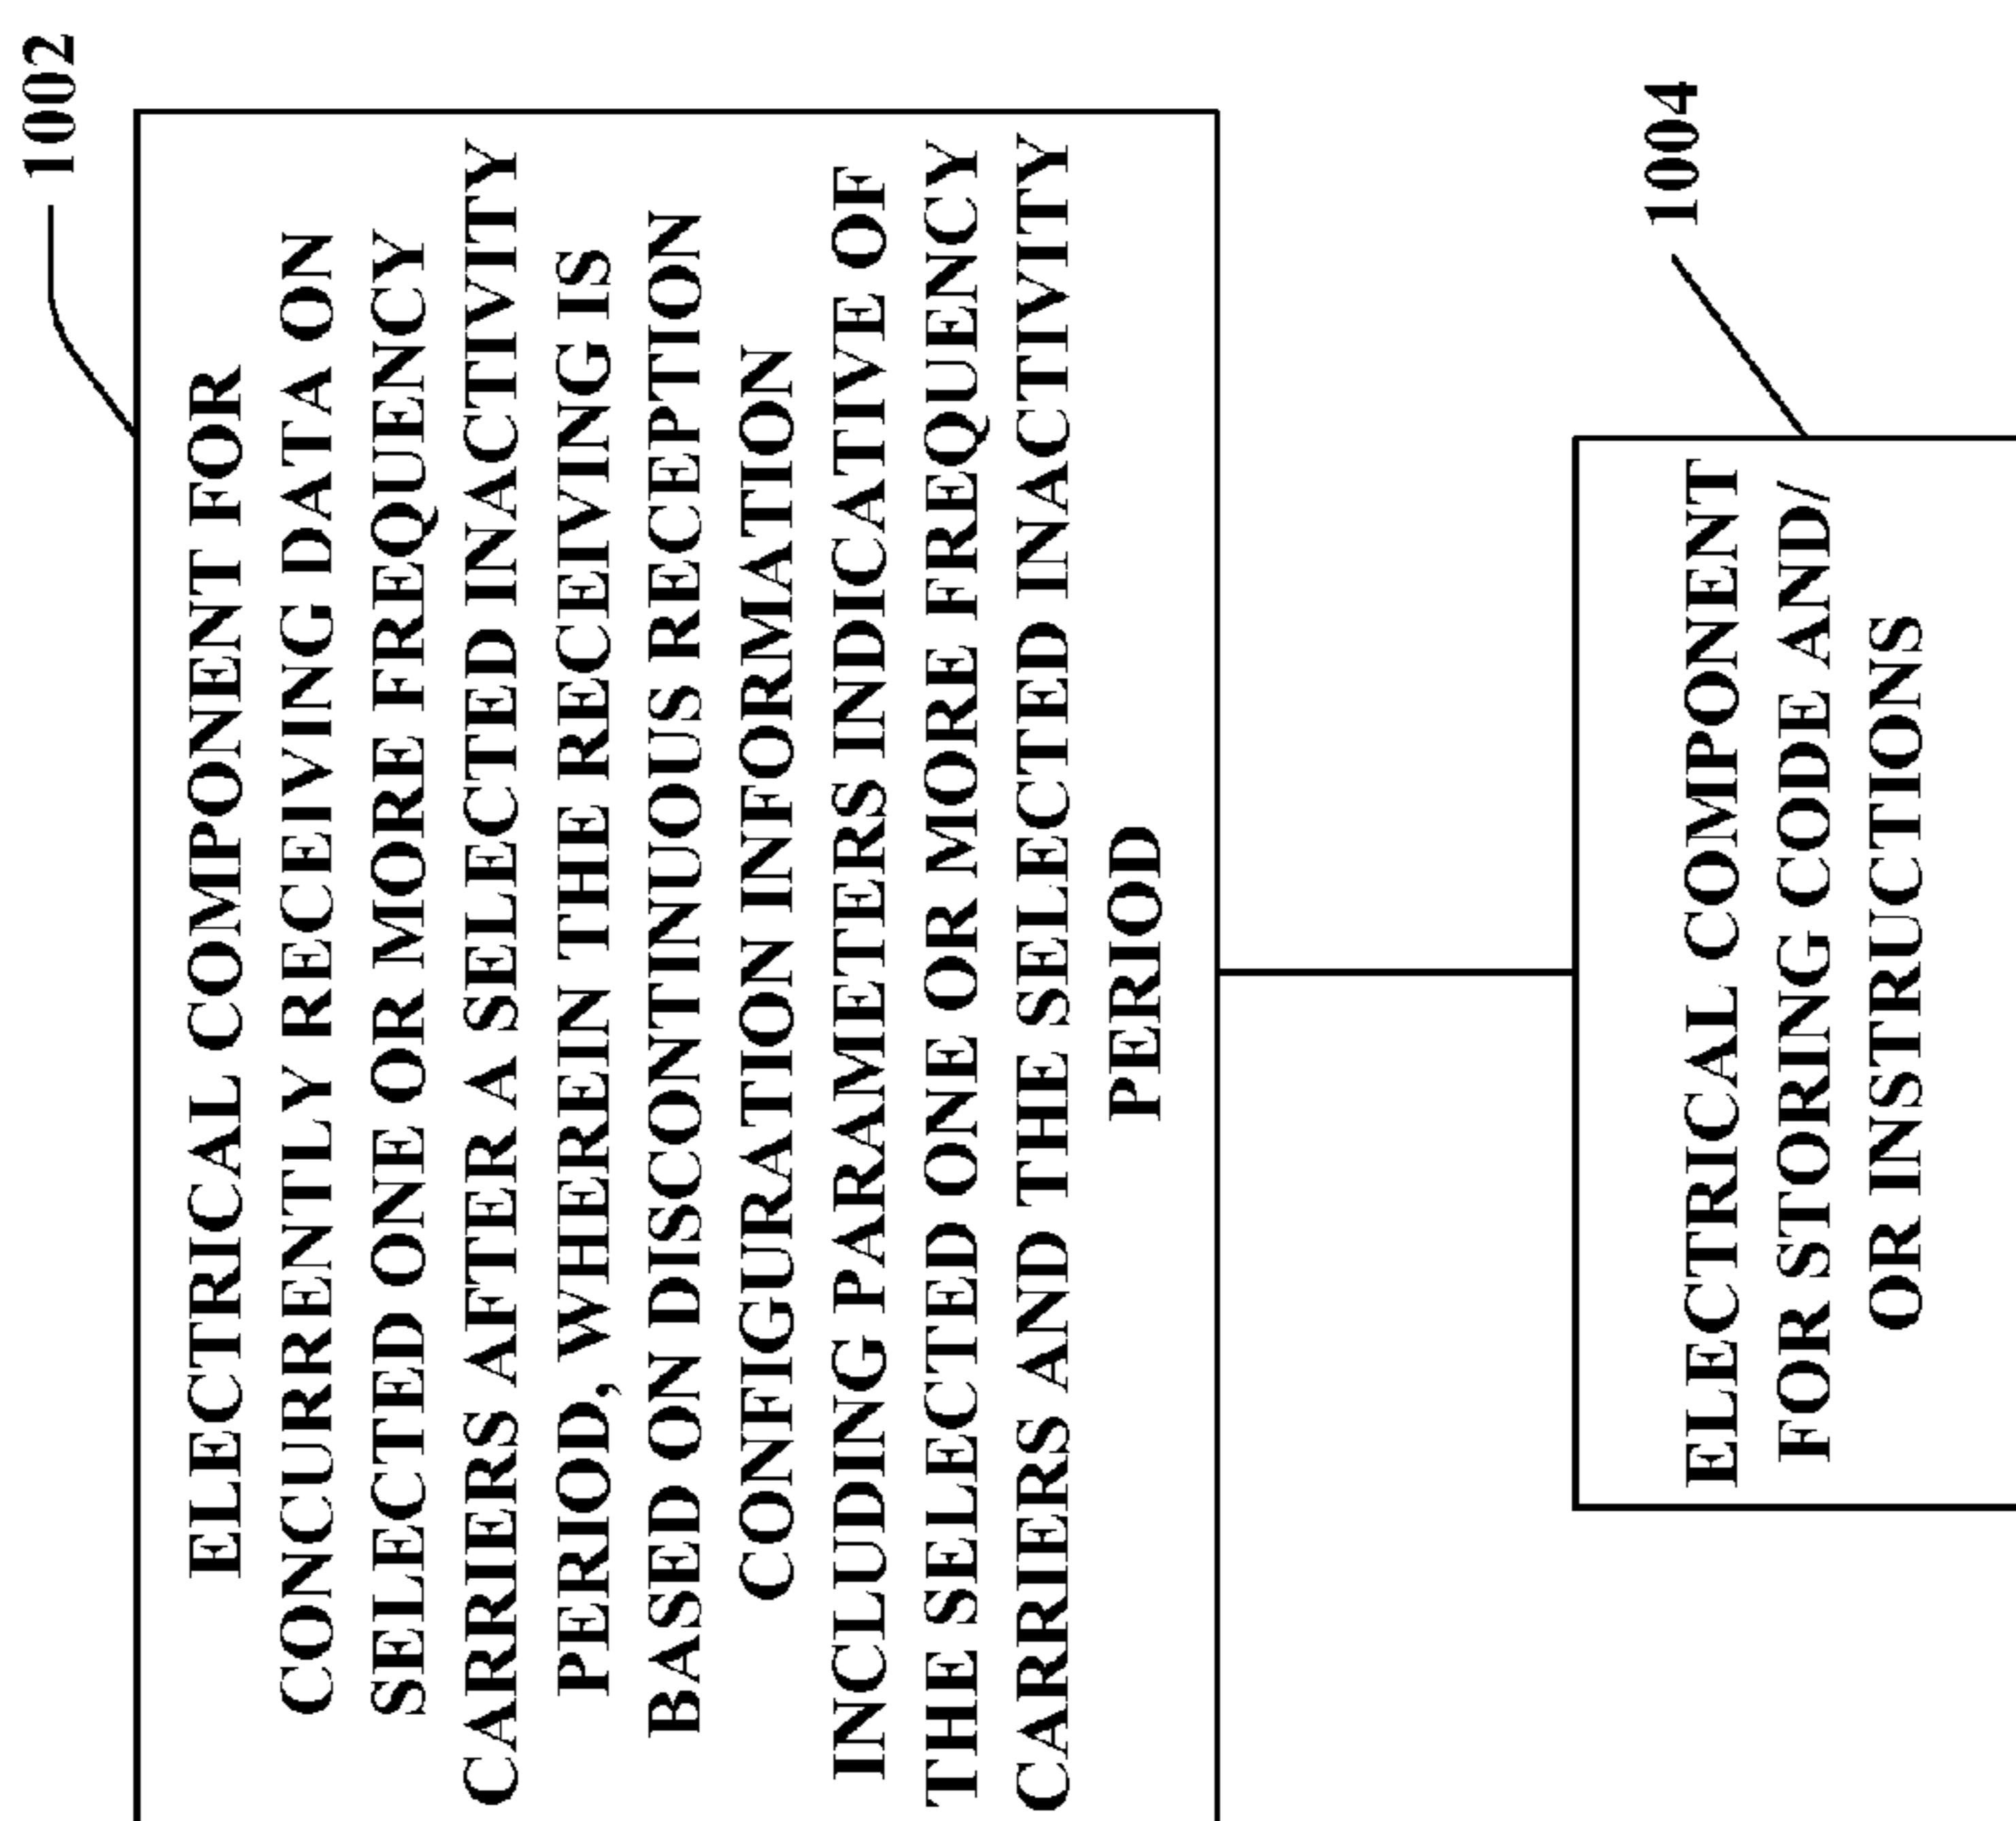 1002
ELECTRICAL COMPONENT FOR
CONCURRENTLY RECEIVING DATA ON
SELECTED ONE OR MORE FREQUENCY
CARRIERS AFTER A SELECTED INACTIVITY
PERIOD, WHEREIN THE RECEIVING IS
BASED ON DISCONTINUOUS RECEPTION
CONFIGURATION INFORMATION
INCLUDING PARAMETERS INDICATIVE OF
THE SELECTED ONE OR MORE FREQUENCY
CARRIERS AND THE SELECTED INACTIVITY
PERIOD
1004
ELECTRICAL COMPONENT
FOR STORING CODE AND/
OR INSTRUCTIONS